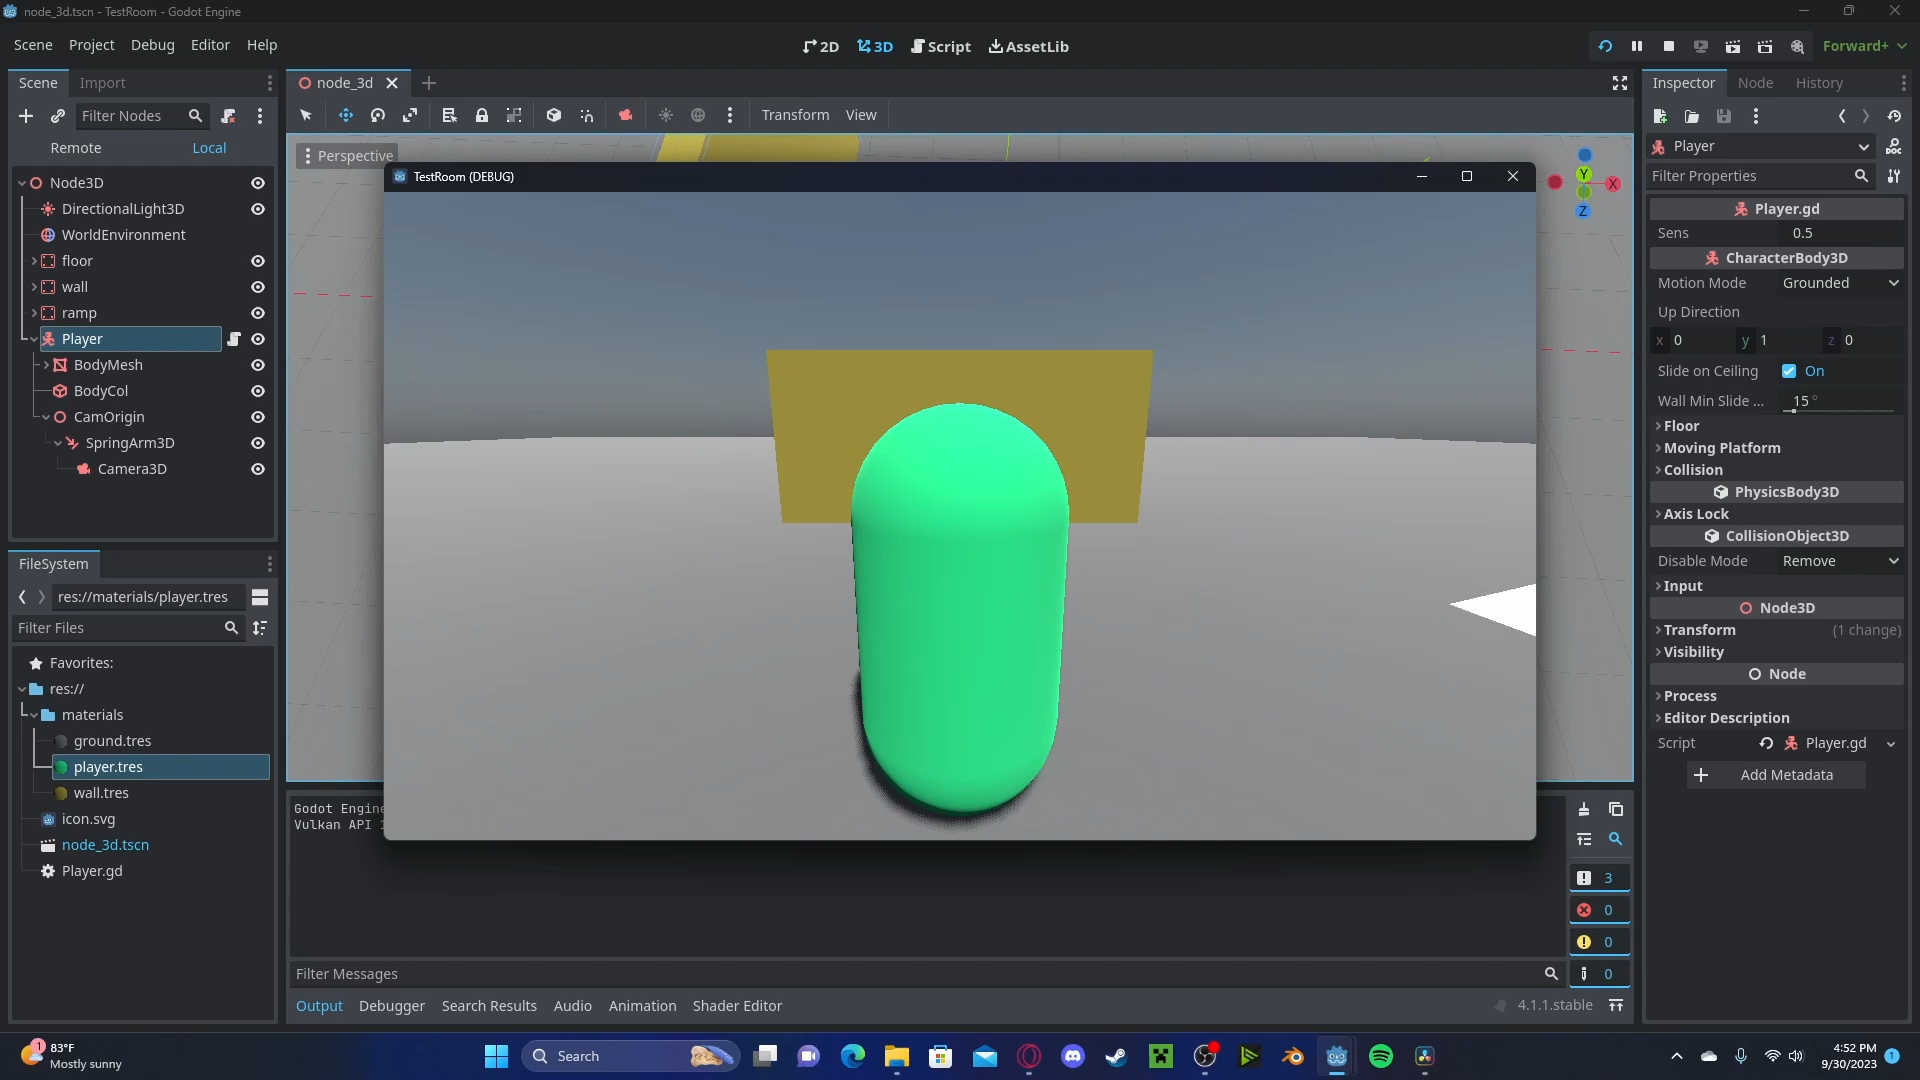 node_3d.tscn - TestRoom - Godot Engine
Scene Project Debug Editor Help
2D 3D Script AssetLib
Forward+
Scene Import
Filter Nodes
Remote Local
Node3D
DirectionalLight3D
WorldEnvironment
floor
wall
ramp
Player
BodyMesh
BodyCol
CamOrigin
SpringArm3D
Camera3D
FileSystem
res://materials/player.tres
Filter Files
Favorites:
res://
materials
ground.tres
player.tres
wall.tres
icon.svg
node_3d.tscn
Player.gd
node_3d
Transform View
Perspective
Y
X
Z
TestRoom (DEBUG)
Godot Engine
Vulkan API
3
0
0
0
Filter Messages
Output Debugger Search Results Audio Animation Shader Editor
4.1.1.stable
Inspector Node History
Player
DOC
Filter Properties
Player.gd
Sens 0.5
CharacterBody3D
Motion Mode Grounded
Up Direction
x 0 y 1 z 0
Slide on Ceiling On
Wall Min Slide ... 15 °
Floor
Moving Platform
Collision
PhysicsBody3D
Axis Lock
CollisionObject3D
Disable Mode Remove
Input
Node3D
Transform (1 change)
Visibility
Node
Process
Editor Description
Script Player.gd
Add Metadata
1
83°F
Mostly sunny
Search
4:52 PM
9/30/2023
1